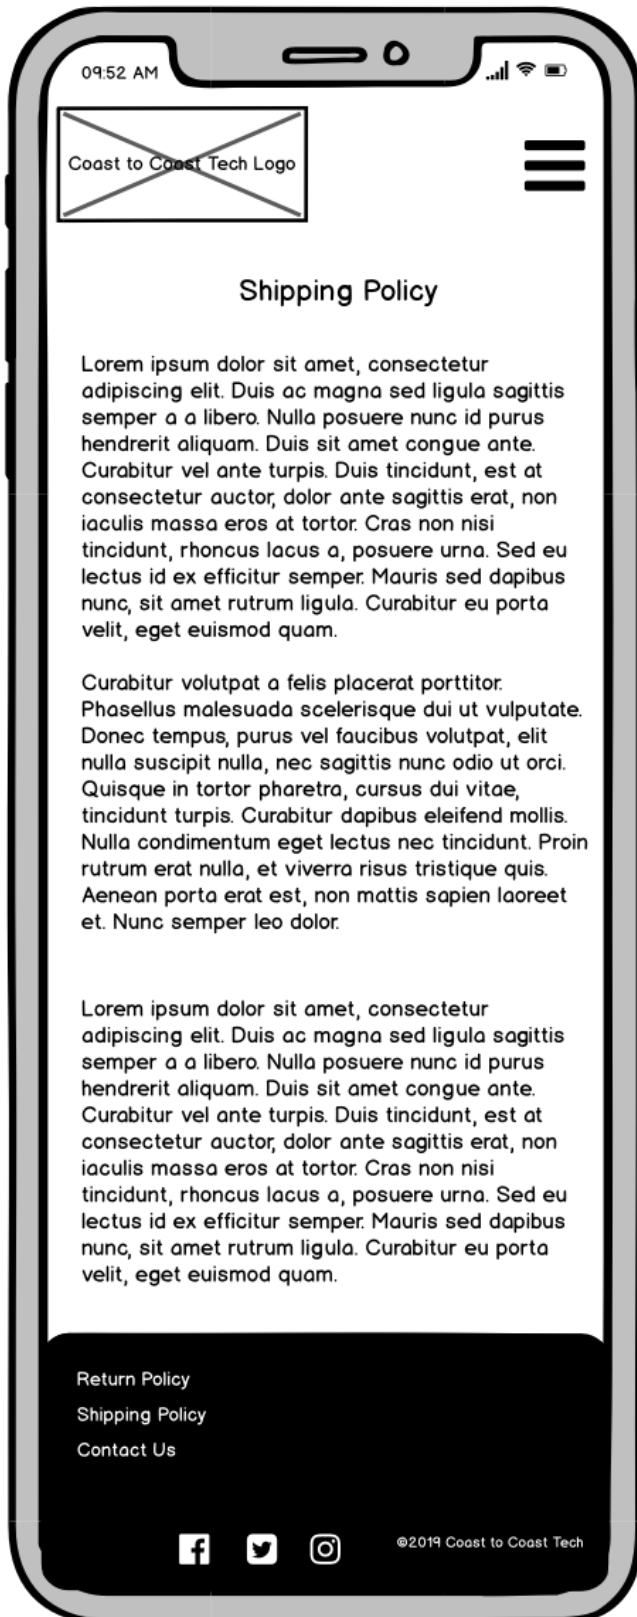 09:52 AM
Coast to Coast Tech Logo
Shipping Policy
Lorem ipsum dolor sit amet, consectetur
adipiscing elit. Duis ac magna sed ligula sagittis
semper a a libero. Nulla posuere nunc id purus
hendrerit aliquam. Duis sit amet congue ante.
Curabitur vel ante turpis. Duis tincidunt, est at
consectetur auctor, dolor ante sagittis erat, non
iaculis massa eros at tortor. Cras non nisi
tincidunt, rhoncus lacus a, posuere urna. Sed eu
lectus id ex efficitur semper. Mauris sed dapibus
nunc, sit amet rutrum ligula. Curabitur eu porta
velit, eget euismod quam.
Curabitur volutpat a felis placerat porttitor.
Phasellus malesuada scelerisque dui ut vulputate.
Donec tempus, purus vel faucibus volutpat, elit
nulla suscipit nulla, nec sagittis nunc odio ut orci.
Quisque in tortor pharetra, cursus dui vitae,
tincidunt turpis. Curabitur dapibus eleifend mollis.
Nulla condimentum eget lectus nec tincidunt. Proin
rutrum erat nulla, et viverra risus tristique quis.
Aenean porta erat est, non mattis sapien laoreet
et. Nunc semper leo dolor.
Lorem ipsum dolor sit amet, consectetur
adipiscing elit. Duis ac magna sed ligula sagittis
semper a a libero. Nulla posuere nunc id purus
hendrerit aliquam. Duis sit amet congue ante.
Curabitur vel ante turpis. Duis tincidunt, est at
consectetur auctor, dolor ante sagittis erat, non
iaculis massa eros at tortor. Cras non nisi
tincidunt, rhoncus lacus a, posuere urna. Sed eu
lectus id ex efficitur semper. Mauris sed dapibus
nunc, sit amet rutrum ligula. Curabitur eu porta
velit, eget euismod quam.
Return Policy
Shipping Policy
Contact Us
©2019 Coast to Coast Tech